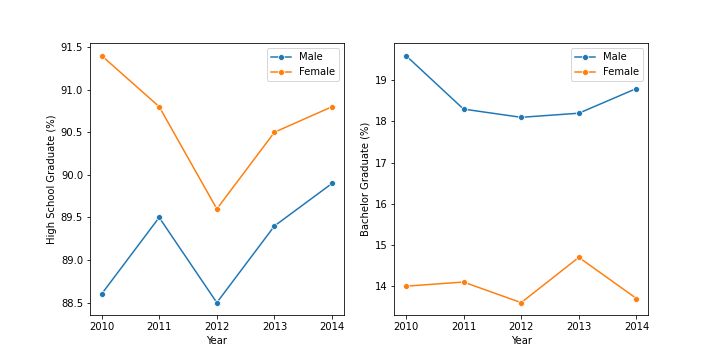 High School Graduate (%)
91.5
91.0
90.5
90.0
89.5
89.0
88.5
2010
2011
2012
2013
2014
Year
Male
Female
Bachelor Graduate (%)
19
18
17
16
15
14
2010
2011
2012
2013
2014
Year
Male
Female